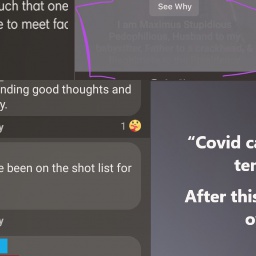 uch that one
e to meet fac
See Why
nding good thoughts and
y.
y
1
e been on the shot list for
y
"Covid ca
ter
After this
o